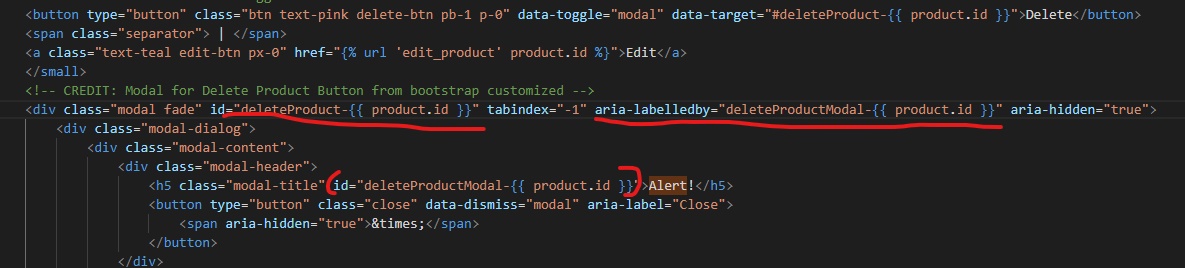 <button type="button" class="btn text-pink delete-btn pb-1 p-0" data-toggle="modal" data-target="#deleteProduct-{{ product.id }}">Delete</button>
<span class="separator"> | </span>
<a class="text-teal edit-btn px-0" href="{% url 'edit_product' product.id %}">Edit</a>
</small>
<!-- CREDIT: Modal for Delete Product Button from bootstrap customized -->
<div class="modal fade" id="deleteProduct-{{ product.id }}" tabindex="-1" aria-labelledby="deleteProductModal-{{ product.id }}" aria-hidden="true">
<div class="modal-dialog">
<div class="modal-content">
<div class="modal-header">
<h5 class="modal-title" id="deleteProductModal-{{ product.id }}">Alert!</h5>
<button type="button" class="close" data-dismiss="modal" aria-label="Close">
<span aria-hidden="true">&times;</span>
</button>
</div>